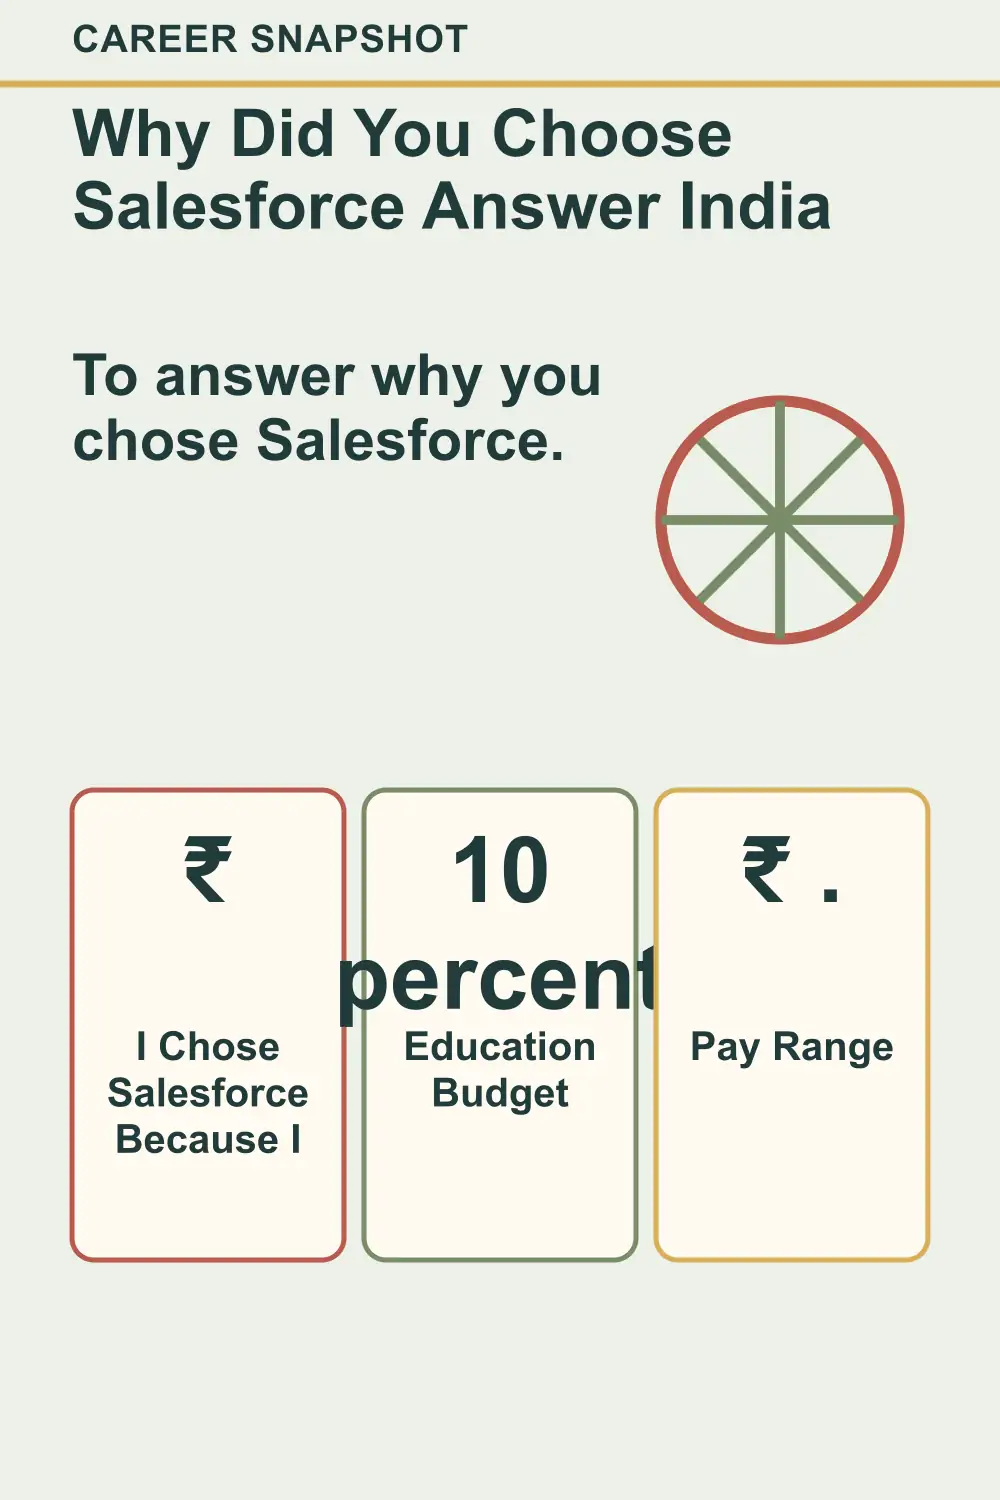 CAREER SNAPSHOT
Why Did You Choose
Salesforce Answer India
To answer why you
chose Salesforce.
₹
I Chose
Salesforce
Because I
10
percent
Education
Budget
₹ .
Pay Range